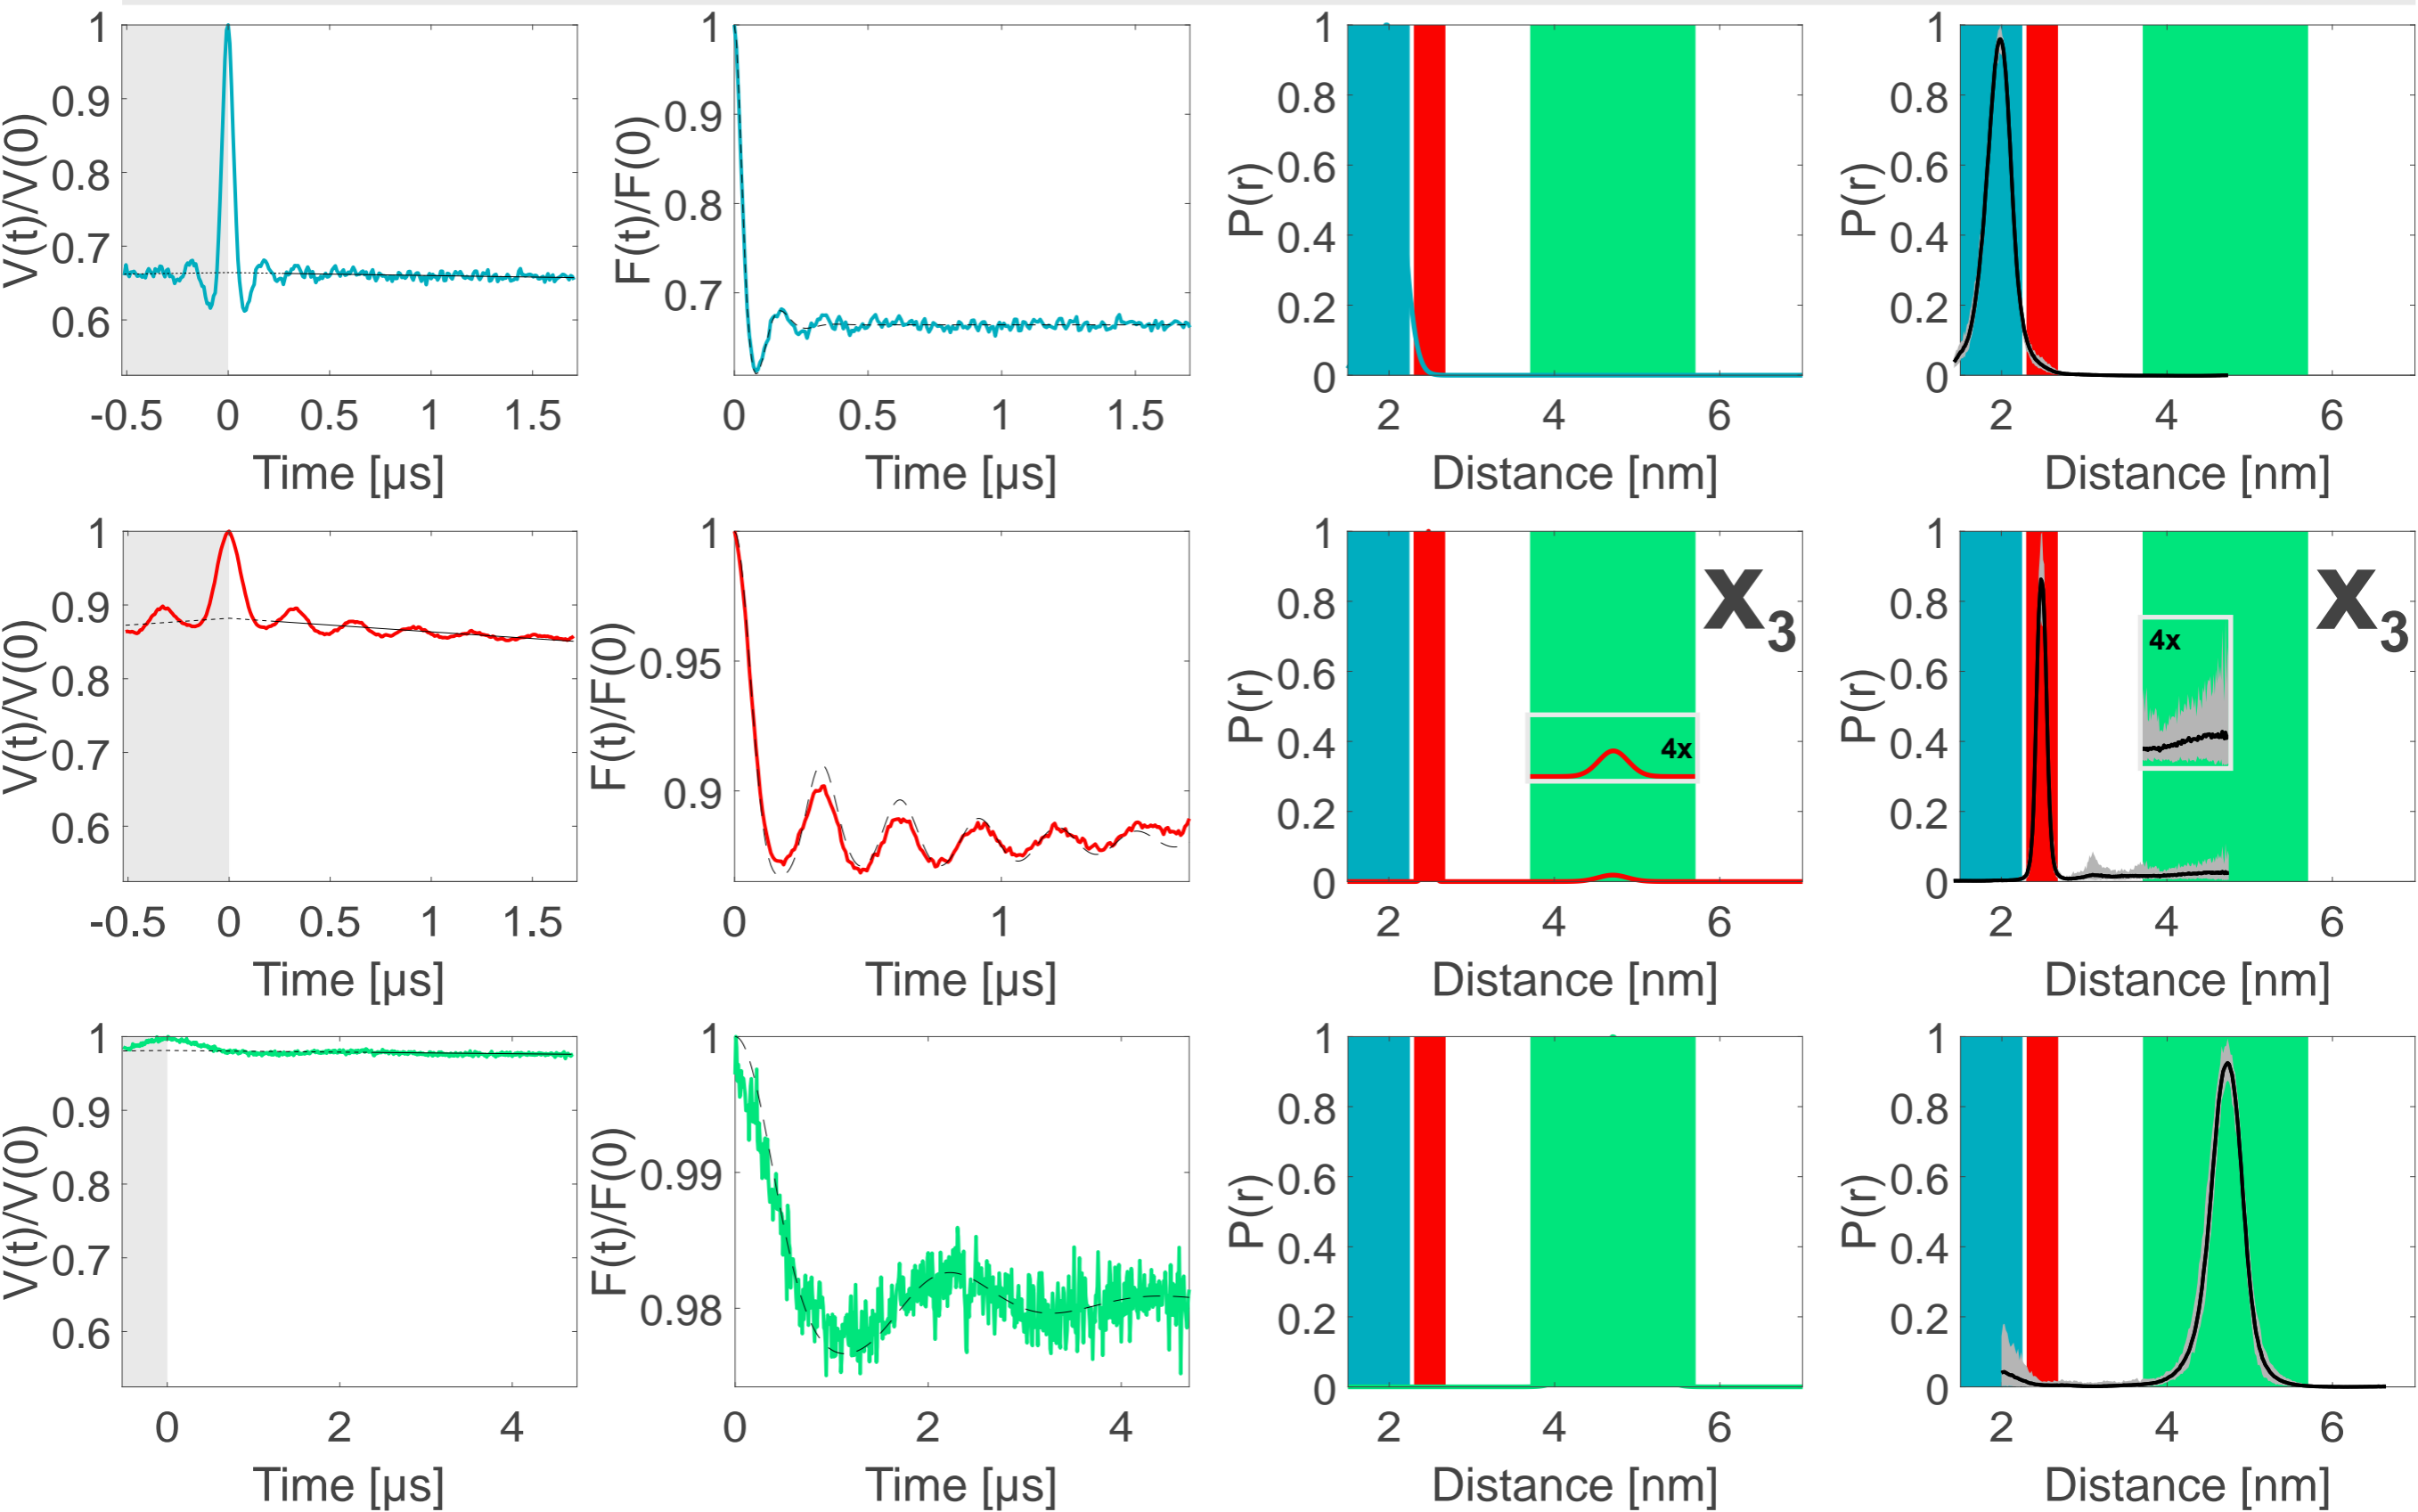 1 1 1 1
0.9 0.9 0.8 0.8
0.8 0.8 0.6 0.6
0.7 0.7 0.4 0.4
0.6 0.2 0.2
0 0
V(t)/V(0) F(t)/F(0) P(r) P(r)
-0.5 0 0.5 1 1.5 0 0.5 1 1.5 2 4 6 2 4 6
Time [µs] Time [µs] Distance [nm] Distance [nm]
1 1 1 1
0.9 0.95 0.8 0.8
0.8 0.9 0.6 0.6
0.7 0.4 0.4
0.6 0.2 0.2
0 0
V(t)/V(0) F(t)/F(0) P(r) P(r)
x3 x3
4x 4x
-0.5 0 0.5 1 1.5 0 1 2 4 6 2 4 6
Time [µs] Time [µs] Distance [nm] Distance [nm]
1 1 1 1
0.9 0.99 0.8 0.8
0.8 0.98 0.6 0.6
0.7 0.4 0.4
0.6 0.2 0.2
0 0
V(t)/V(0) F(t)/F(0) P(r) P(r)
0 2 4 0 2 4 2 4 6 2 4 6
Time [µs] Time [µs] Distance [nm] Distance [nm]